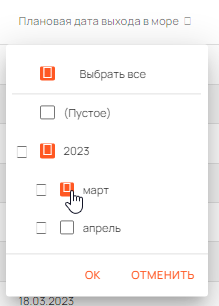 Плановая дата выхода в море
Выбрать все
(Пустое)
2023
март
апрель
ОК
ОТМЕНИТЬ
18.03.2023